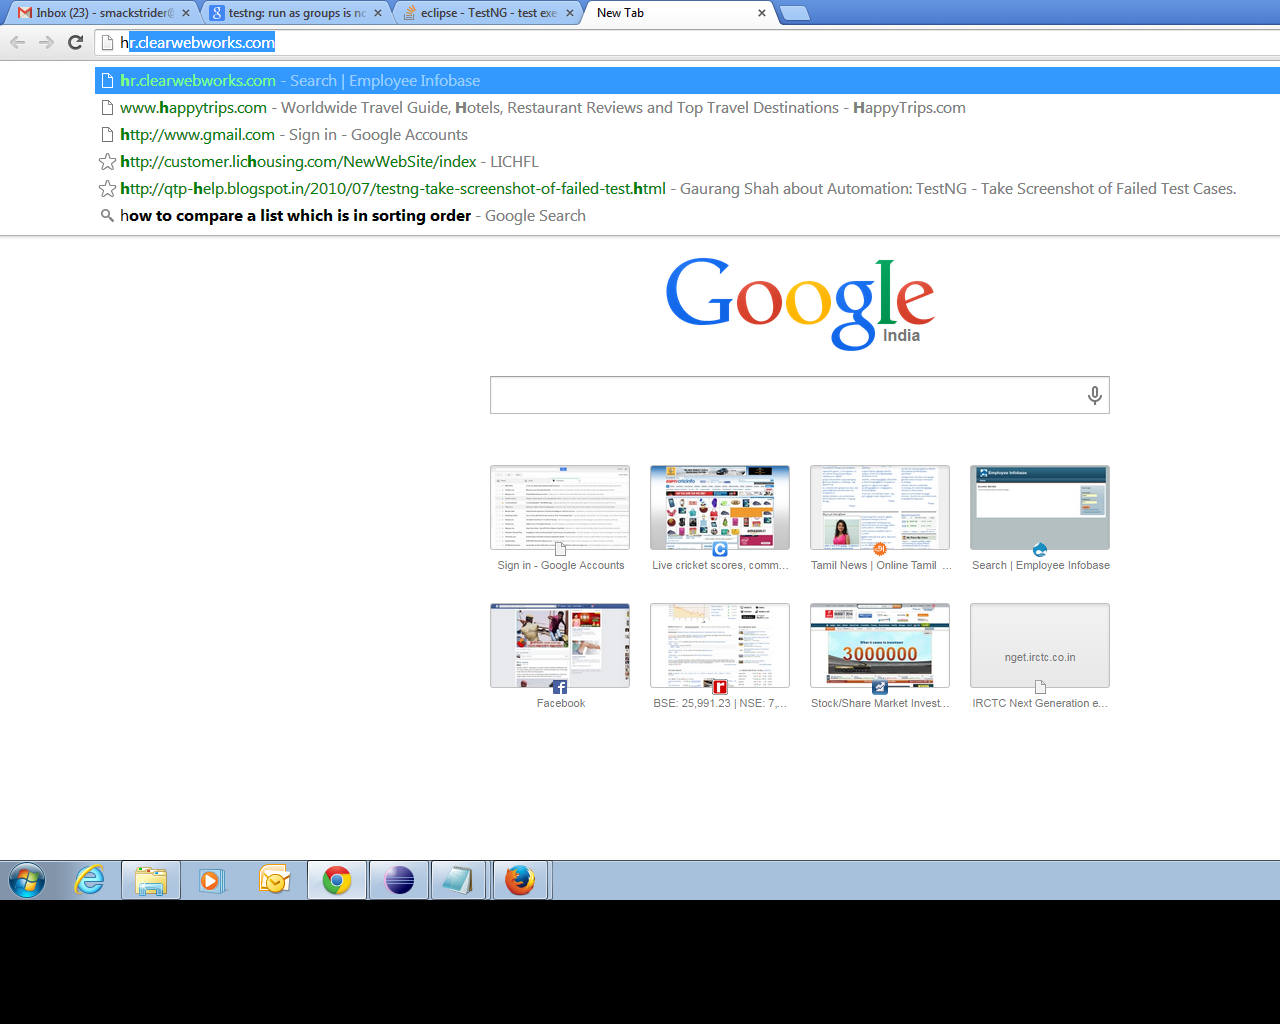 Inbox (23) - smackstrider@
testng: run as groups is nc
eclipse - TestNG - test exe
New Tab
hr.clearwebworks.com
hr.clearwebworks.com - Search | Employee Infobase
www.happytrips.com - Worldwide Travel Guide, Hotels, Restaurant Reviews and Top Travel Destinations - HappyTrips.com
http://www.gmail.com - Sign in - Google Accounts
http://customer.lichousing.com/NewWebSite/index - LICHFL
http://qtp-help.blogspot.in/2010/07/testng-take-screenshot-of-failed-test.html - Gaurang Shah about Automation: TestNG - Take Screenshot of Failed Test Cases.
how to compare a list which is in sorting order - Google Search
Google
India
Employee Infobase
Sign in - Google Accounts
Live cricket scores, comm...
Tamil News | Online Tamil ...
Search | Employee Infobase
3000000
nget.irctc.co.in
Facebook
BSE: 25,991.23 | NSE: 7,...
Stock/Share Market Invest...
IRCTC Next Generation e...